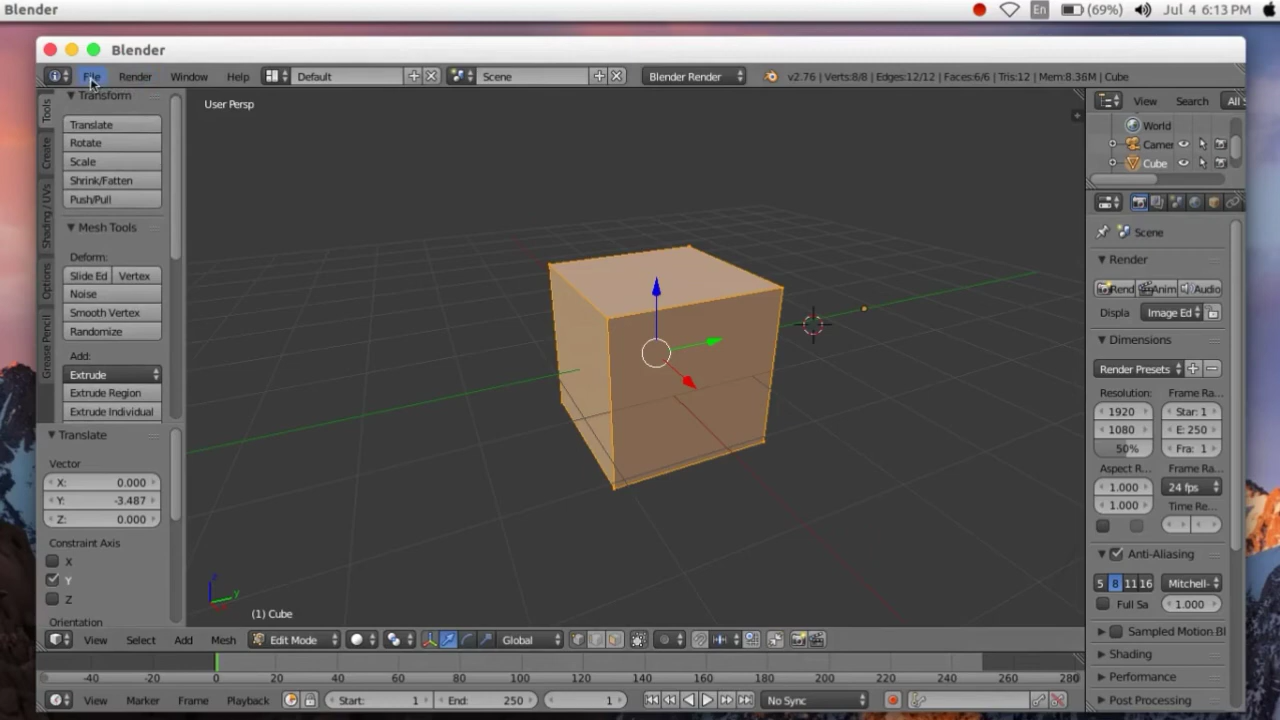 Blender
En
(69%)
Jul 4 6:13 PM
Blender
File Render Window Help
Default
Scene
Blender Render
v2.76 | Verts:8/8 | Edges:12/12 | Faces:6/6 | Tris:12 | Mem:8.36M | Cube
Tools
Create
Shading / UVs
Options
Grease Pencil
Transform
Translate
Rotate
Scale
Shrink/Fatten
Push/Pull
Mesh Tools
Deform:
Slide Ed Vertex
Noise
Smooth Vertex
Randomize
Add:
Extrude
Extrude Region
Extrude Individual
Translate
Vector
X: 0.000
Y: -3.487
Z: 0.000
Constraint Axis
X
Y
Z
Orientation
User Persp
z
y
(1) Cube
View Select Add Mesh Edit Mode Global
-40 -20 0 20 40 60 80 100 120 140 160 180 200 220 240 260 280
View Marker Frame Playback Start: 1 End: 250 1 No Sync
View Search All S
World
Camer
Cube
Scene
Render
Rend Anim Audio
Displa Image Ed
Dimensions
Render Presets
Resolution: Frame Ra...
1920 Star: 1
1080 E: 250
50% Fra: 1
Aspect R... Frame Ra...
1.000 24 fps
1.000 Time Re...
Anti-Aliasing
5 8 11 16 Mitchell-
Full Sa 1.000
Sampled Motion Bl
Shading
Performance
Post Processing